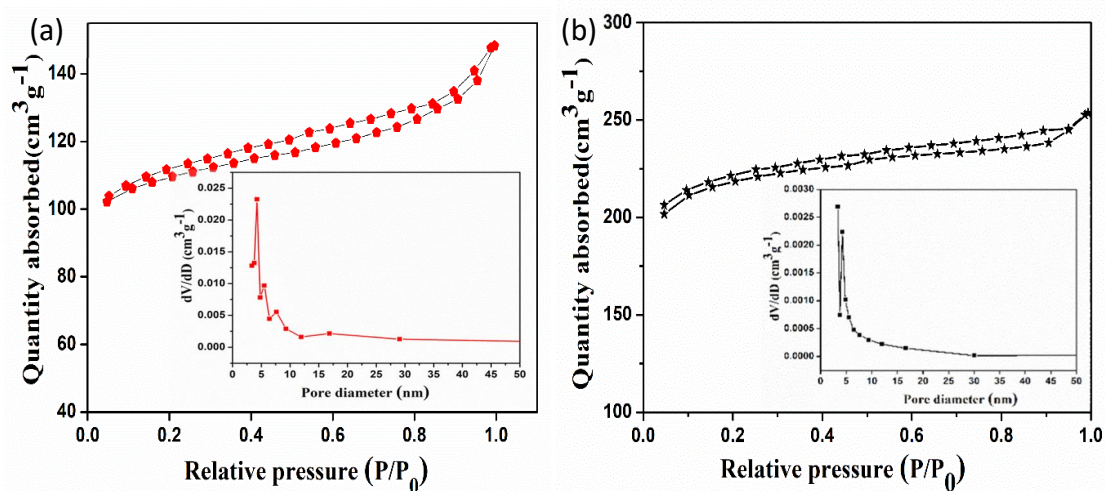 (a)
Quantity absorbed(cm³g⁻¹)
140
120
100
80
60
40
0.0 0.2 0.4 0.6 0.8 1.0
Relative pressure (P/P₀)
dV/dD (cm³g⁻¹)
0.025
0.020
0.015
0.010
0.005
0.000
0 5 10 15 20 25 30 35 40 45 50
Pore diameter (nm)
(b)
Quantity absorbed(cm³g⁻¹)
300
250
200
150
100
0.0 0.2 0.4 0.6 0.8 1.0
Relative pressure (P/P₀)
dV/dD (cm³g⁻¹)
0.0030
0.0025
0.0020
0.0015
0.0010
0.0005
0.0000
0 5 10 15 20 25 30 35 40 45 50
Pore diameter (nm)